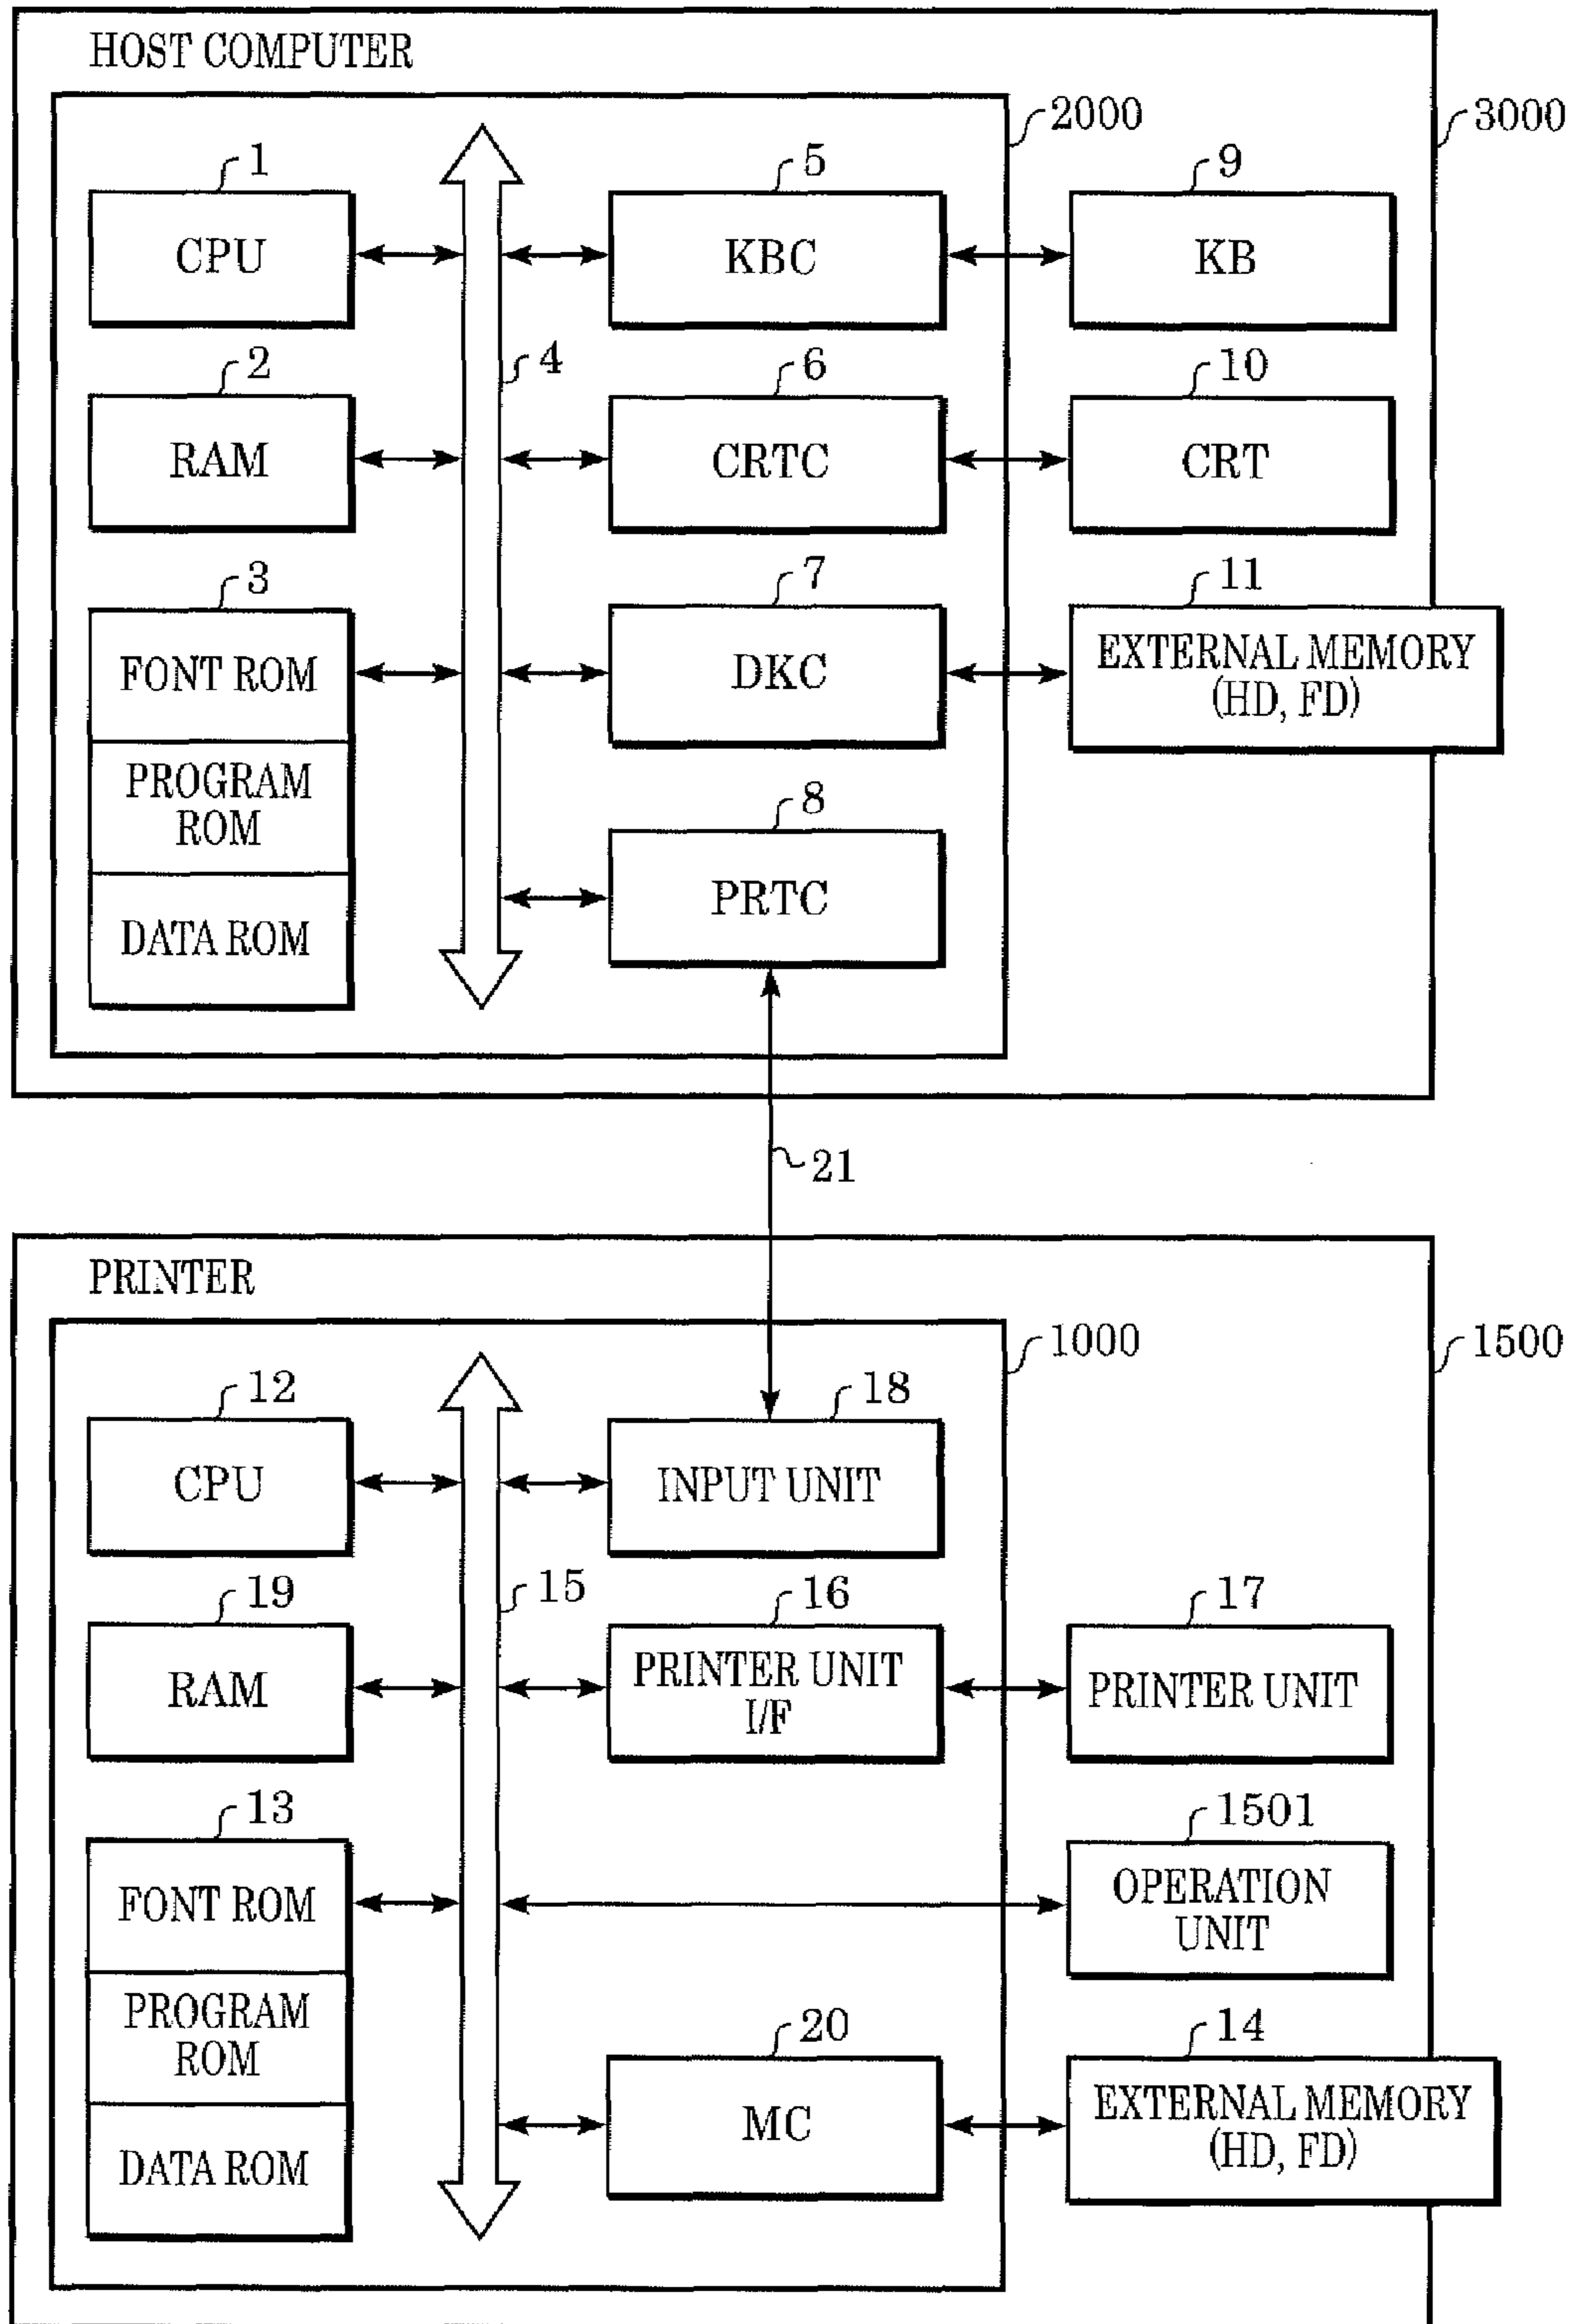 HOST COMPUTER
2000
3000
1
CPU
5
KBC
9
KB
2
RAM
4
6
CRTC
10
CRT
3
FONT ROM
PROGRAM
ROM
DATA ROM
7
DKC
11
EXTERNAL MEMORY
(HD, FD)
8
PRTC
21
PRINTER
1000
1500
12
CPU
18
INPUT UNIT
19
RAM
15
16
PRINTER UNIT
I/F
17
PRINTER UNIT
13
FONT ROM
PROGRAM
ROM
DATA ROM
1501
OPERATION
UNIT
20
MC
14
EXTERNAL MEMORY
(HD, FD)